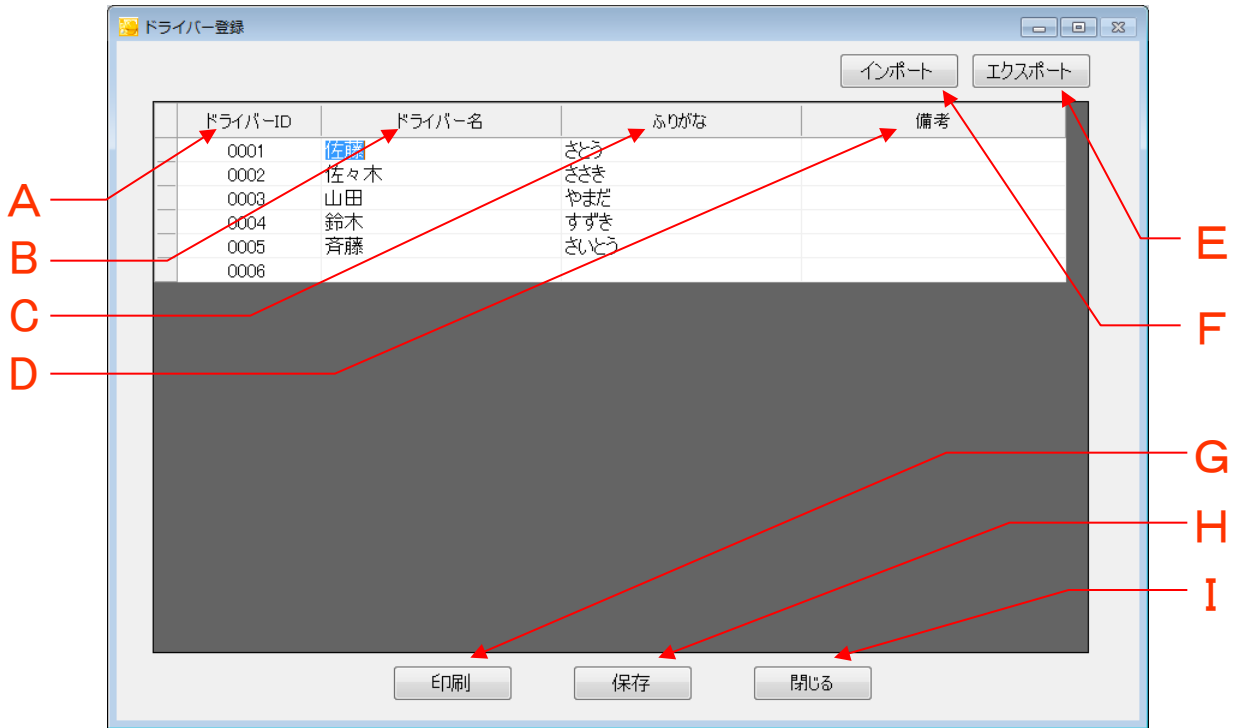 ドライバー登録
インポート エクスポート
ドライバーID ドライバー名 ふりがな 備考
0001 佐藤 さとう
0002 佐々木 ささき
0003 山田 やまだ
0004 鈴木 すずき
0005 斉藤 さいとう
0006
A
B
C
D
E
F
G
H
I
印刷 保存 閉じる